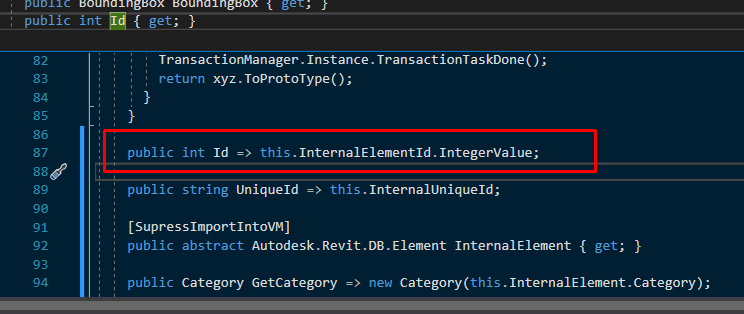 public BoundingBox BoundingBox { get; }
public int Id { get; }
82 TransactionManager.Instance.TransactionTaskDone();
83 return xyz.ToProtoType();
84 }
85 }
86
87 public int Id => this.InternalElementId.IntegerValue;
88
89 public string UniqueId => this.InternalUniqueId;
90
91 [SupressImportIntoVM]
92 public abstract Autodesk.Revit.DB.Element InternalElement { get; }
93
94 public Category GetCategory => new Category(this.InternalElement.Category);